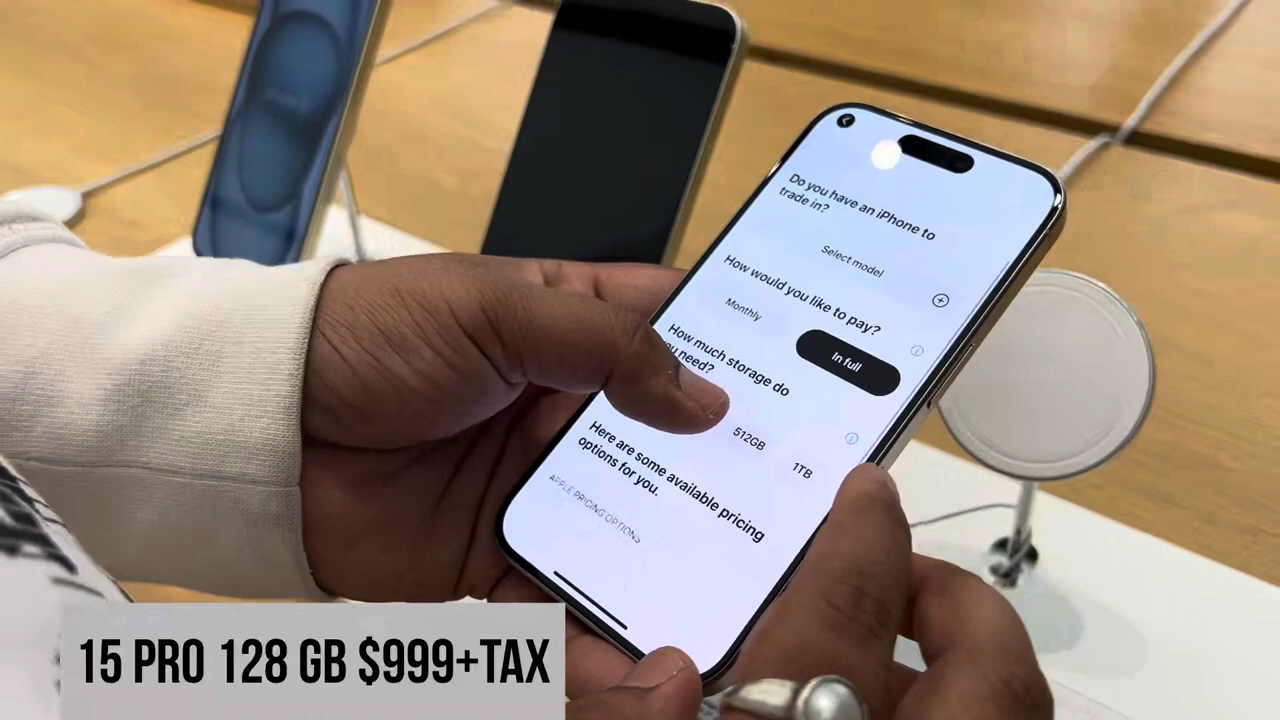 Do you have an iPhone to
trade in?
Select model
How would you like to pay?
Monthly
In full
How much storage do
need?
512GB
1TB
Here are some available pricing
options for you.
APPLE PRICING OPTIONS
15 PRO 128 GB $999+TAX